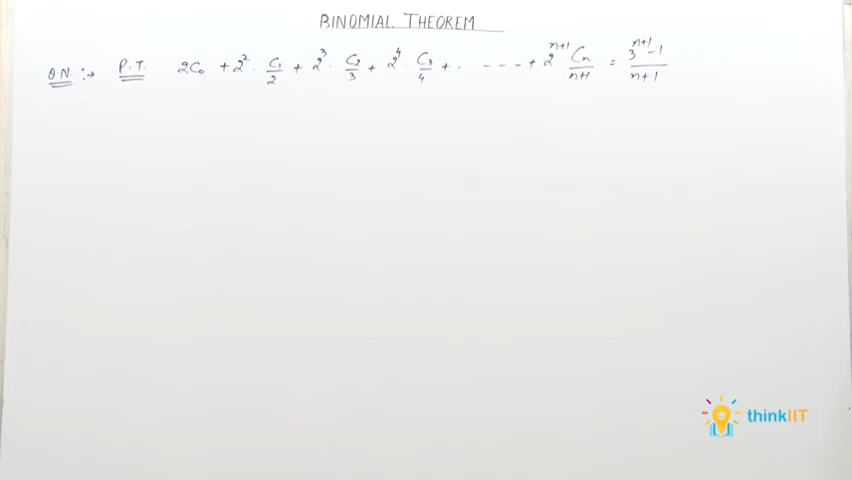 BINOMIAL THEOREM
QN :→ P.T. 2C₀ + 2² · C₁/2 + 2³ · C₂/3 + 2⁴ · C₃/4 + · - - - - + 2ⁿ⁺¹ Cₙ/n+1 = 3ⁿ⁺¹-1/n+1
thinkIIT